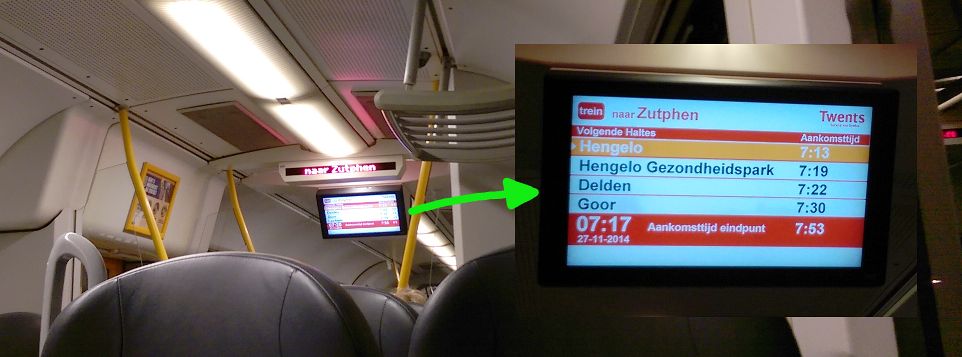 naar Zutphen
trein naar Zutphen
Twents
Volgende Haltes Aankomsttijd
Hengelo 7:13
Hengelo Gezondheidspark 7:19
Delden 7:22
Goor 7:30
07:17 Aankomsttijd eindpunt 7:53
27-11-2014